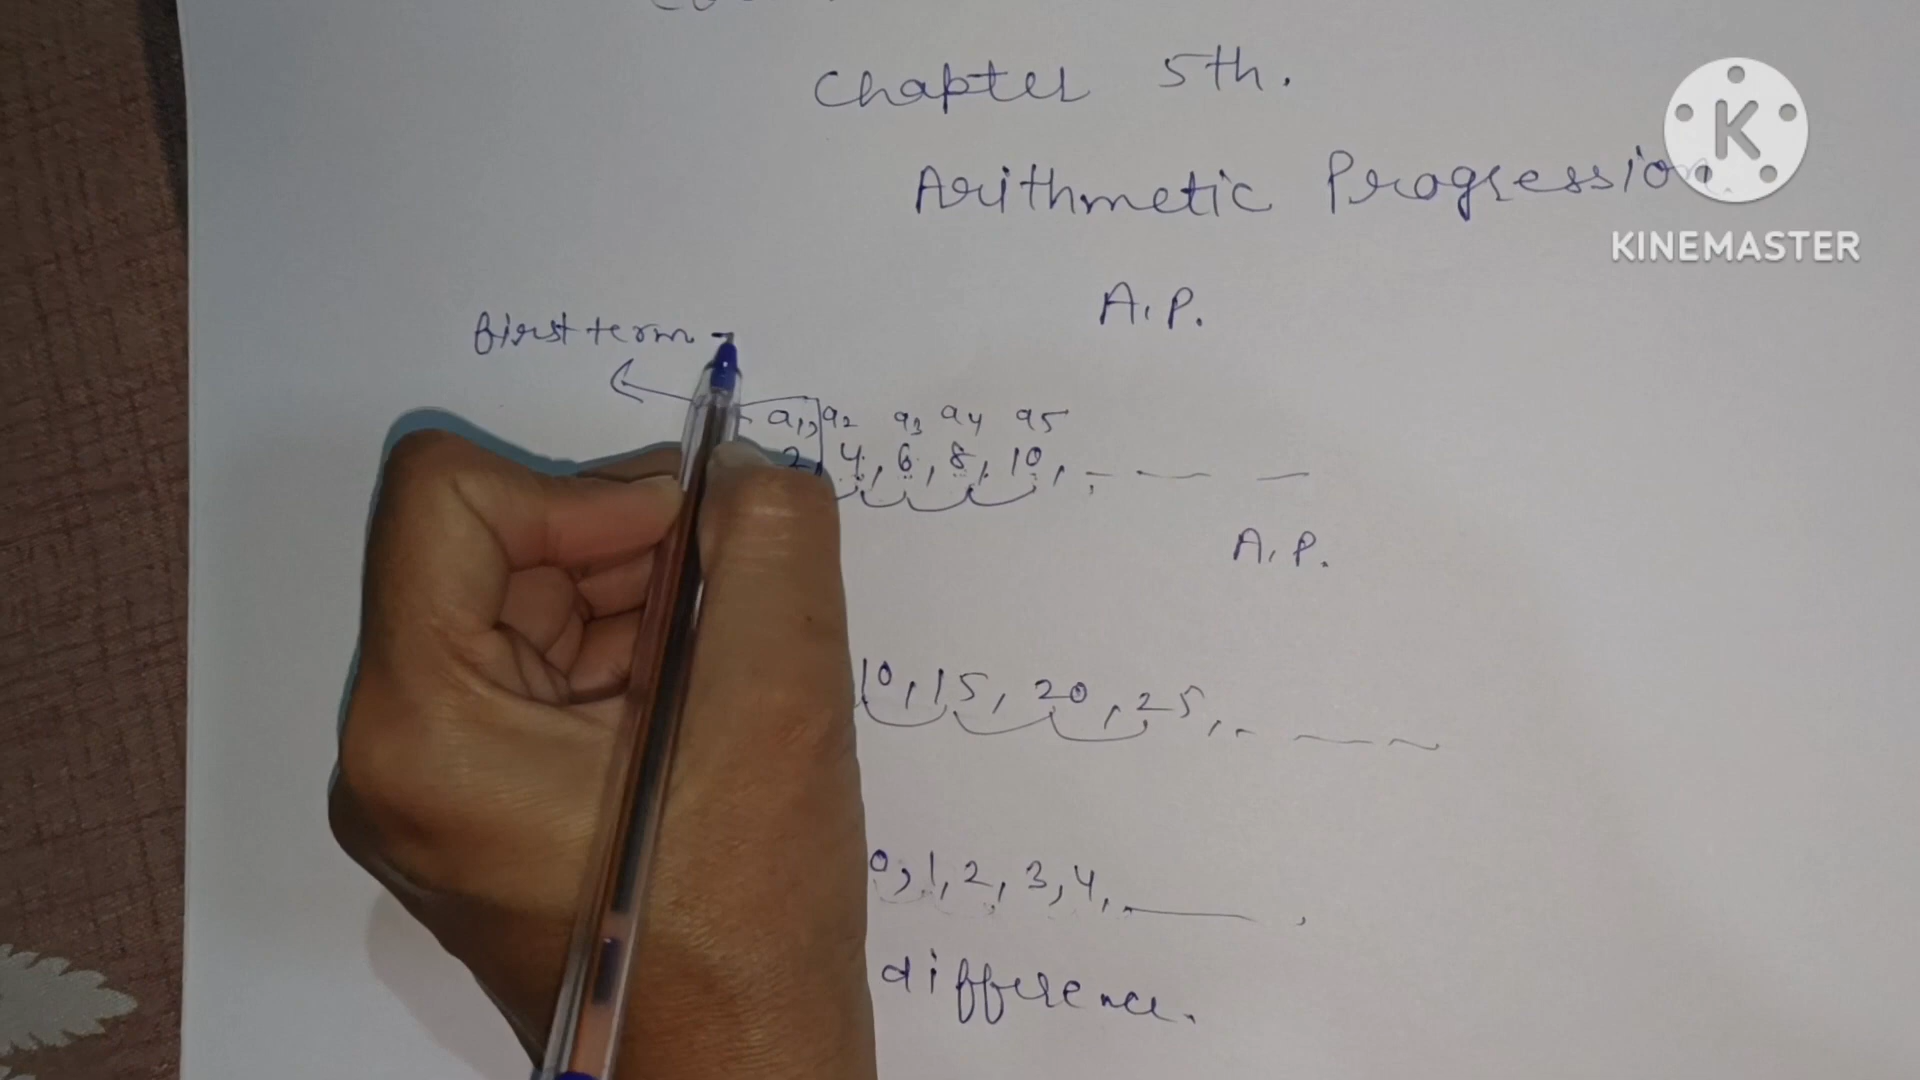 Chapter 5th.
Arithmetic Progression.
K
KINEMASTER
A.P.
first term -
a1, a2 a3 a4 a5
2, 4, 6, 8, 10, - - -
A.P.
10, 15, 20, 25, . - -
0, 1, 2, 3, 4, . - .
difference.